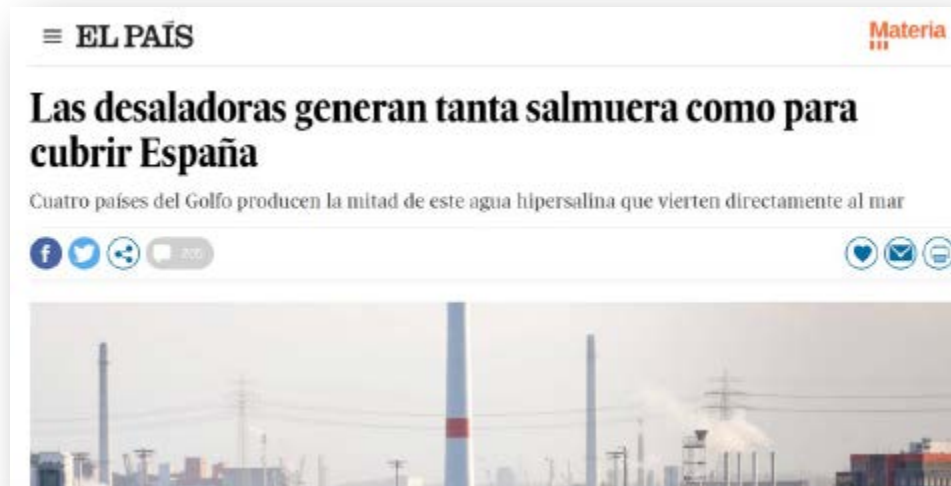 EL PAÍS
Materia
Las desaladoras generan tanta salmuera como para
cubrir España
Cuatro países del Golfo producen la mitad de este agua hipersalina que vierten directamente al mar